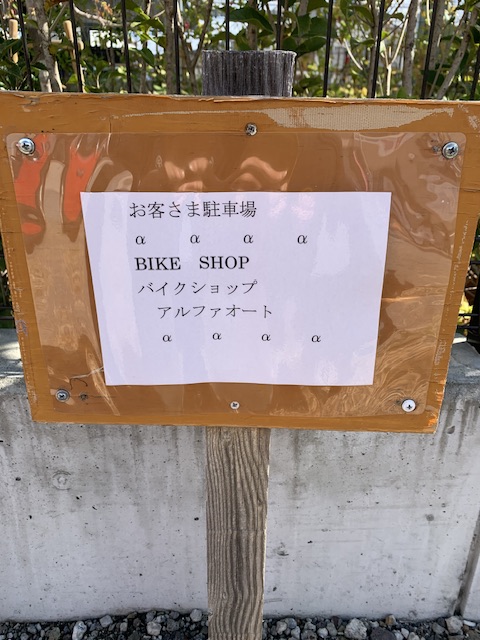 お客さま駐車場
α α α α
BIKE SHOP
バイクショップ
アルファオート
α α α α